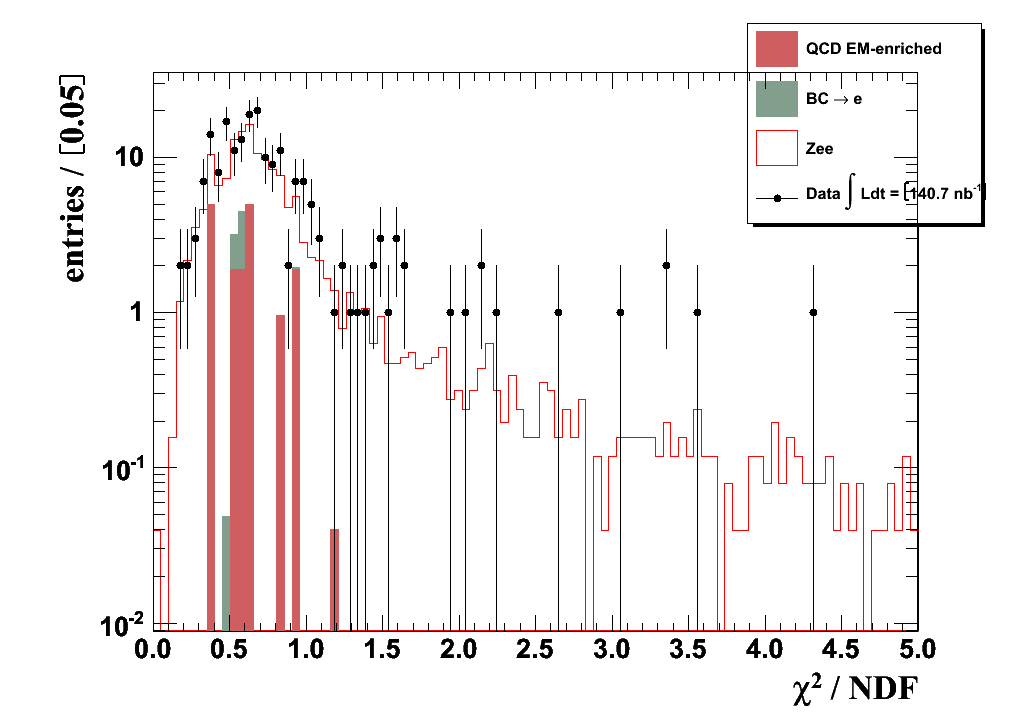 QCD EM-enriched
BC → e
Zee
Data ∫ Ldt = [140.7 nb⁻¹]
entries / [0.05]
10
1
10⁻¹
10⁻²
0.0 0.5 1.0 1.5 2.0 2.5 3.0 3.5 4.0 4.5 5.0
χ² / NDF